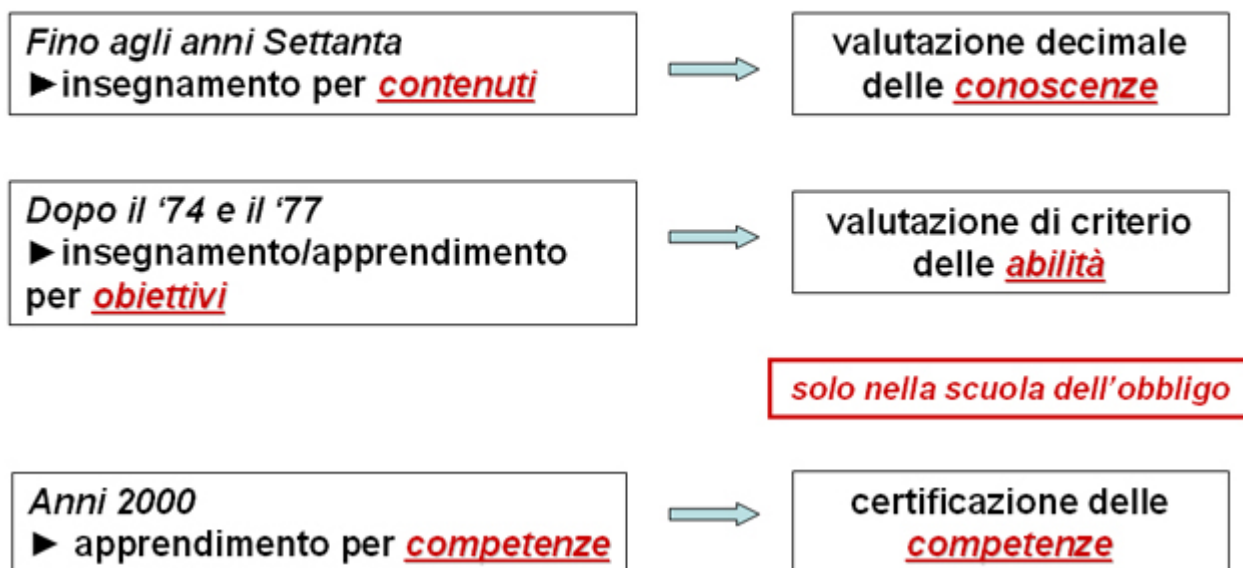 Fino agli anni Settanta
►insegnamento per contenuti
valutazione decimale
delle conoscenze
Dopo il ‘74 e il ‘77
►insegnamento/apprendimento
per obiettivi
valutazione di criterio
delle abilità
solo nella scuola dell’obbligo
Anni 2000
► apprendimento per competenze
certificazione delle
competenze